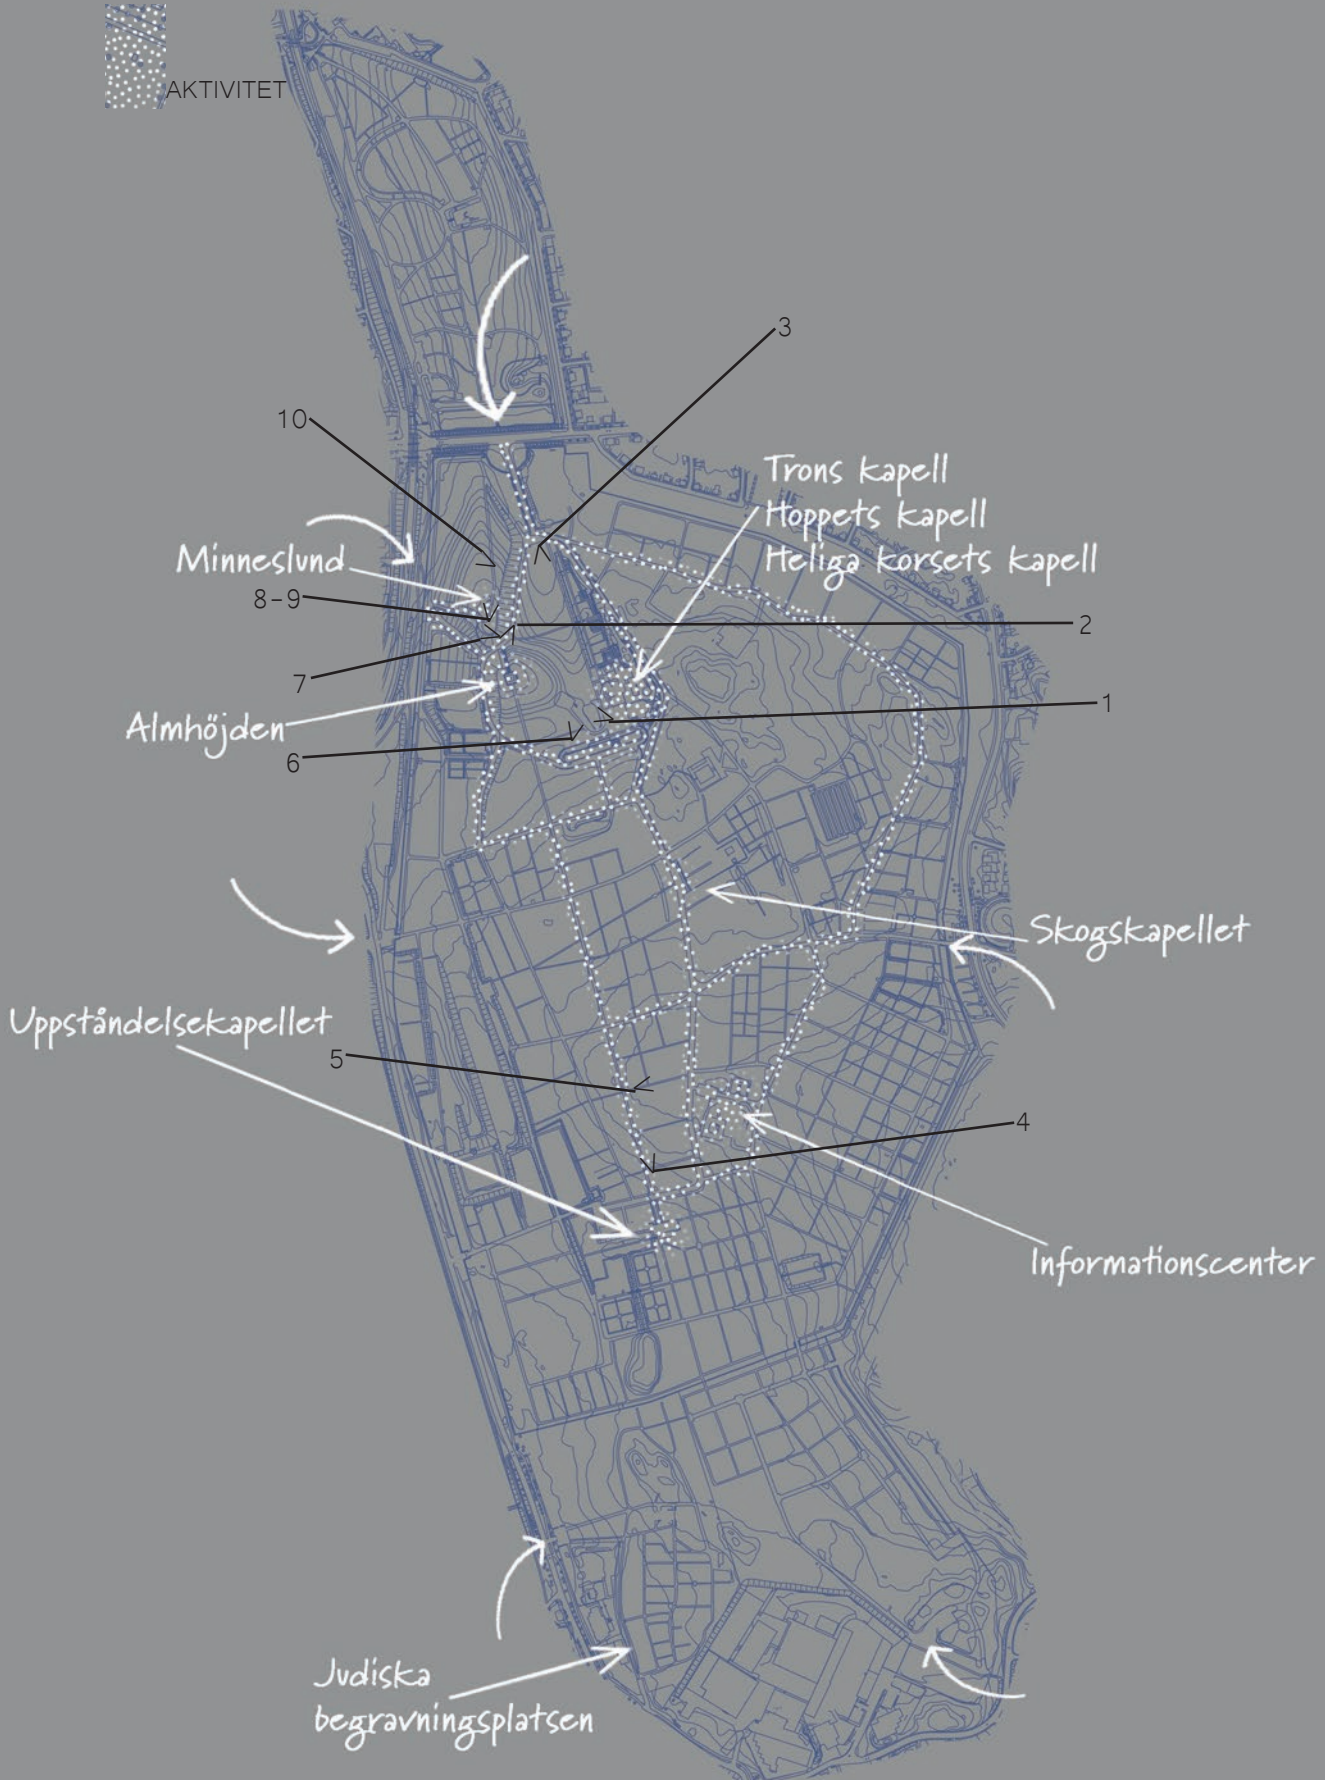 AKTIVITET
3
10
Trons kapell
Hoppets kapell
Heliga korsets kapell
Minneslund
8-9
2
7
1
Almhöjden
6
Skogskapellet
Uppståndelsekapellet
5
4
Informationscenter
Judiska
begravningsplatsen